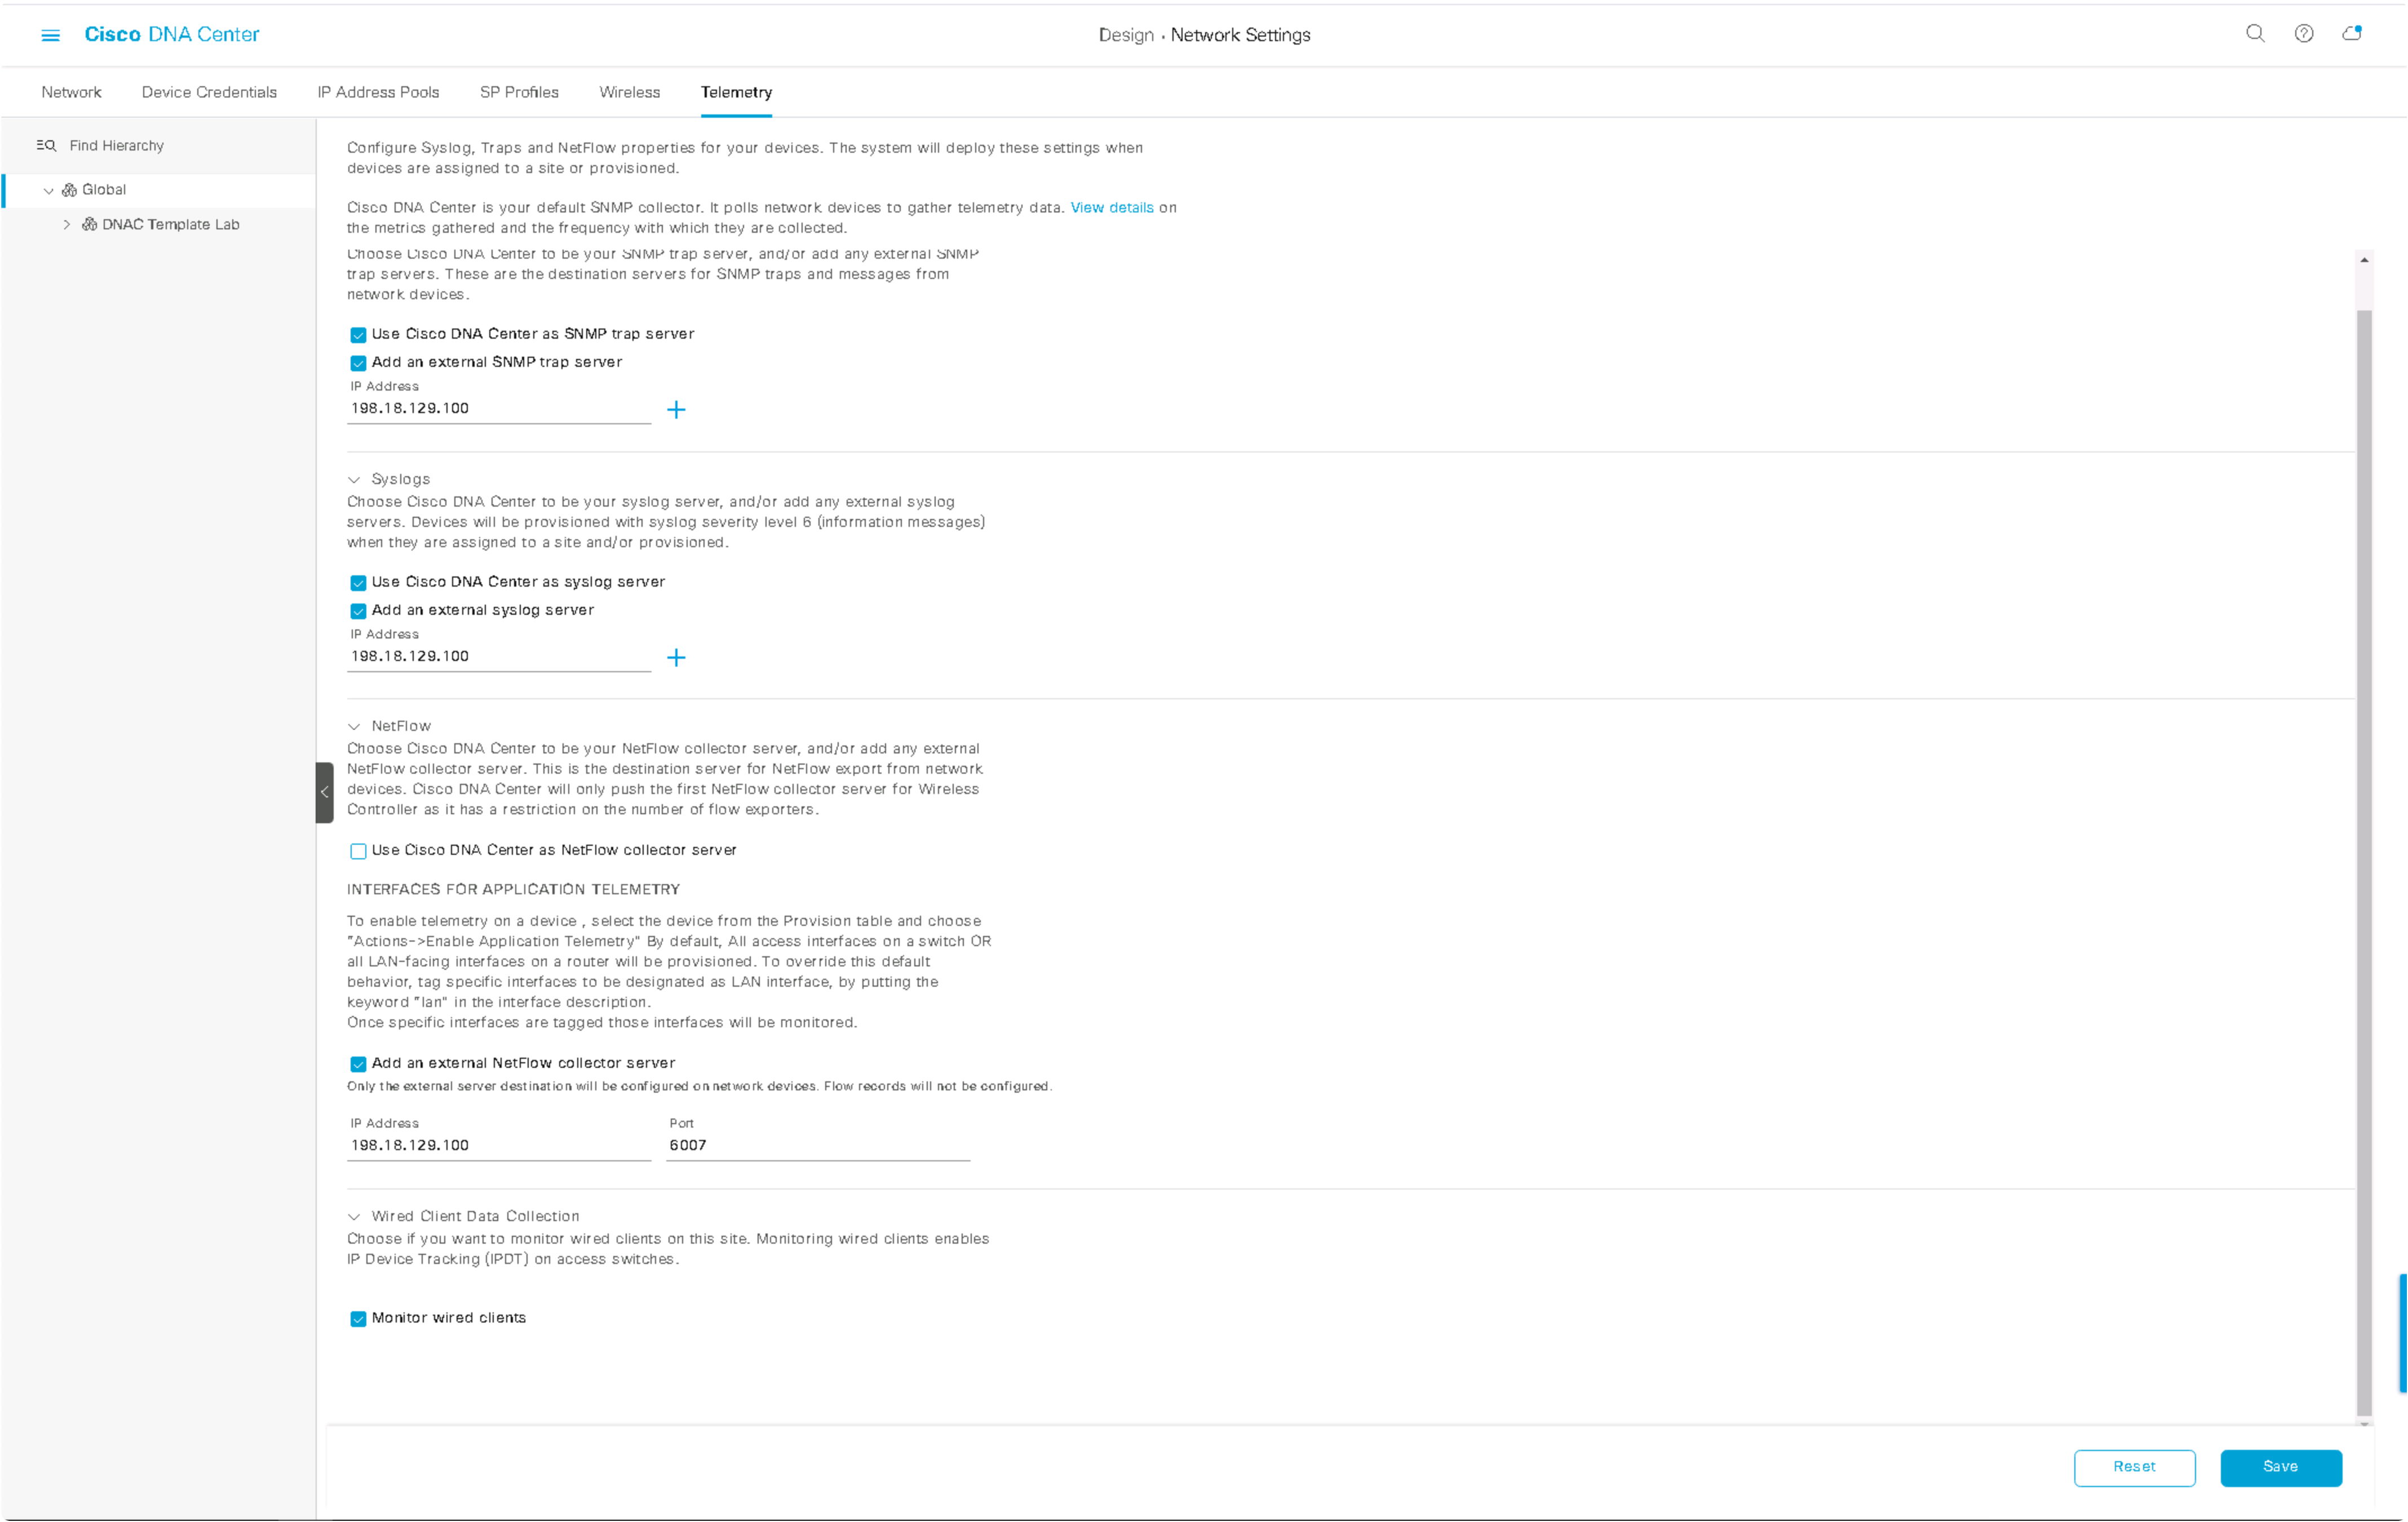 Cisco DNA Center
Design • Network Settings
Network Device Credentials IP Address Pools SP Profiles Wireless Telemetry
Find Hierarchy
Global
DNAC Template Lab
Configure Syslog, Traps and NetFlow properties for your devices. The system will deploy these settings when
devices are assigned to a site or provisioned.
Cisco DNA Center is your default SNMP collector. It polls network devices to gather telemetry data. View details on
the metrics gathered and the frequency with which they are collected.
Choose Cisco DNA Center to be your SNMP trap server, and/or add any external SNMP
trap servers. These are the destination servers for SNMP traps and messages from
network devices.
Use Cisco DNA Center as SNMP trap server
Add an external SNMP trap server
IP Address
198.18.129.100
Syslogs
Choose Cisco DNA Center to be your syslog server, and/or add any external syslog
servers. Devices will be provisioned with syslog severity level 6 (information messages)
when they are assigned to a site and/or provisioned.
Use Cisco DNA Center as syslog server
Add an external syslog server
IP Address
198.18.129.100
NetFlow
Choose Cisco DNA Center to be your NetFlow collector server, and/or add any external
NetFlow collector server. This is the destination server for NetFlow export from network
devices. Cisco DNA Center will only push the first NetFlow collector server for Wireless
Controller as it has a restriction on the number of flow exporters.
Use Cisco DNA Center as NetFlow collector server
INTERFACES FOR APPLICATION TELEMETRY
To enable telemetry on a device , select the device from the Provision table and choose
"Actions->Enable Application Telemetry" By default, All access interfaces on a switch OR
all LAN-facing interfaces on a router will be provisioned. To override this default
behavior, tag specific interfaces to be designated as LAN interface, by putting the
keyword "lan" in the interface description.
Once specific interfaces are tagged those interfaces will be monitored.
Add an external NetFlow collector server
Only the external server destination will be configured on network devices. Flow records will not be configured.
IP Address Port
198.18.129.100 6007
Wired Client Data Collection
Choose if you want to monitor wired clients on this site. Monitoring wired clients enables
IP Device Tracking (IPDT) on access switches.
Monitor wired clients
Reset Save